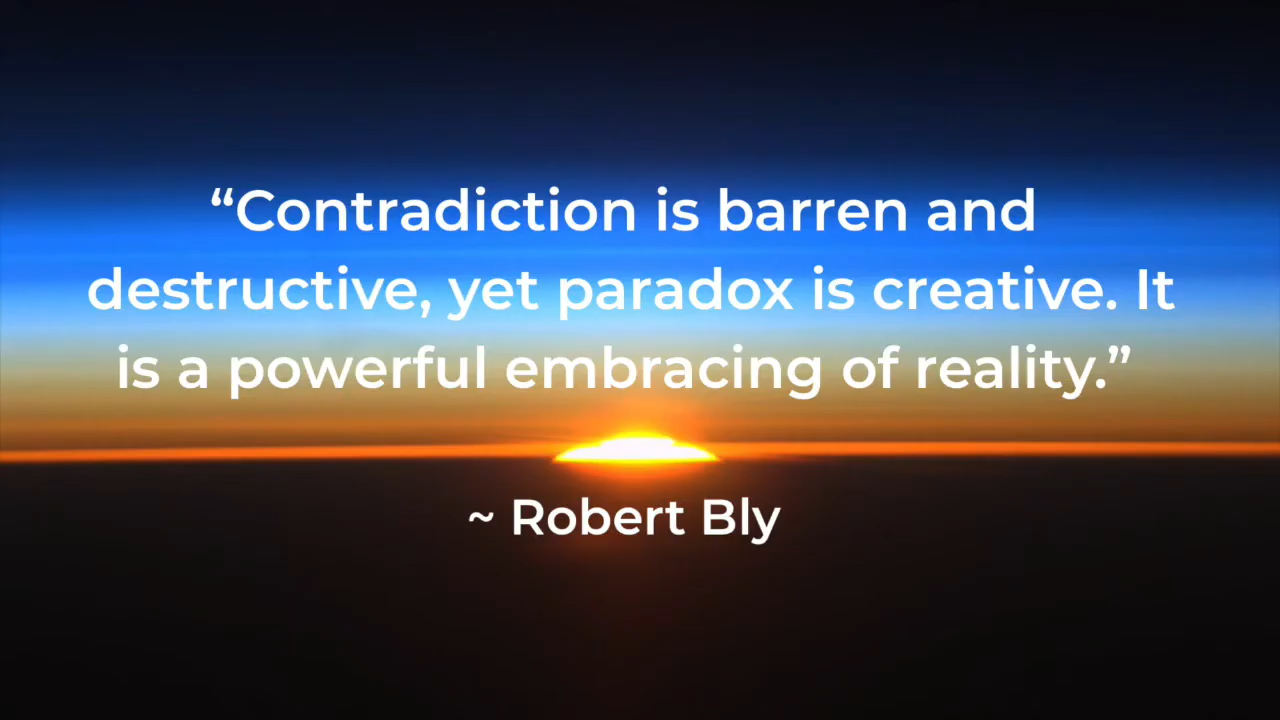 “Contradiction is barren and
destructive, yet paradox is creative. It
is a powerful embracing of reality.”
~ Robert Bly